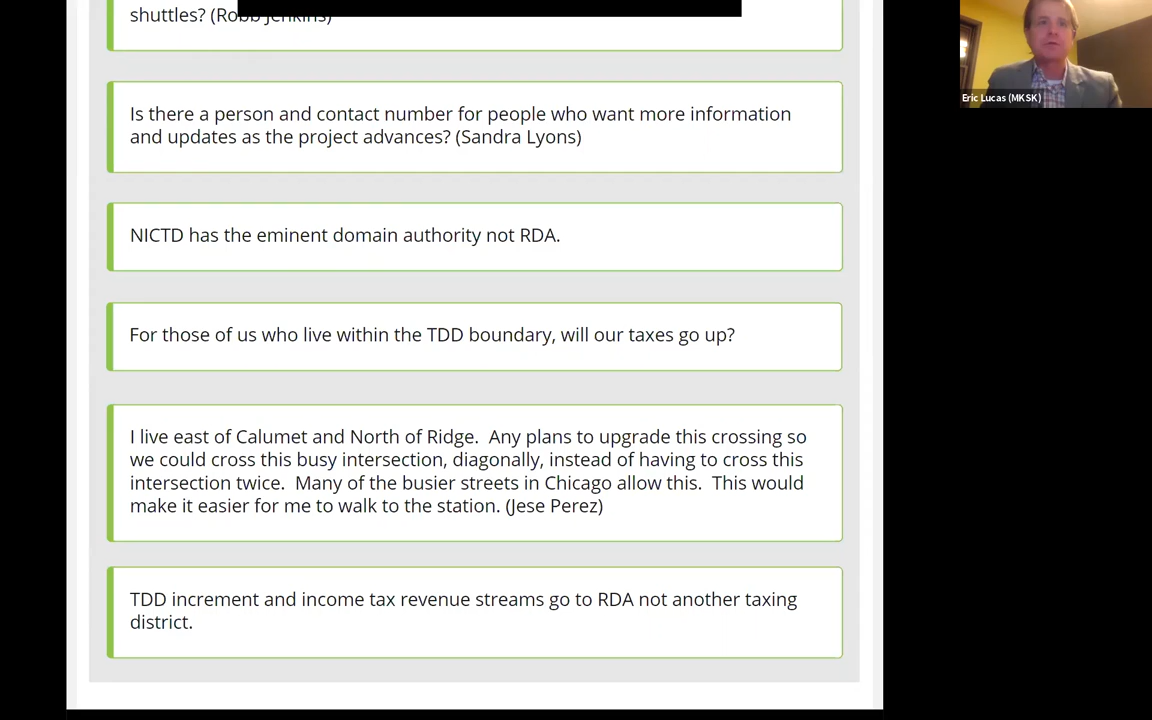 shuttles? (Robb Jenkins)
Is there a person and contact number for people who want more information
and updates as the project advances? (Sandra Lyons)
NICTD has the eminent domain authority not RDA.
For those of us who live within the TDD boundary, will our taxes go up?
I live east of Calumet and North of Ridge.  Any plans to upgrade this crossing so
we could cross this busy intersection, diagonally, instead of having to cross this
intersection twice.  Many of the busier streets in Chicago allow this.  This would
make it easier for me to walk to the station. (Jese Perez)
TDD increment and income tax revenue streams go to RDA not another taxing
district.
Eric Lucas (MKSK)